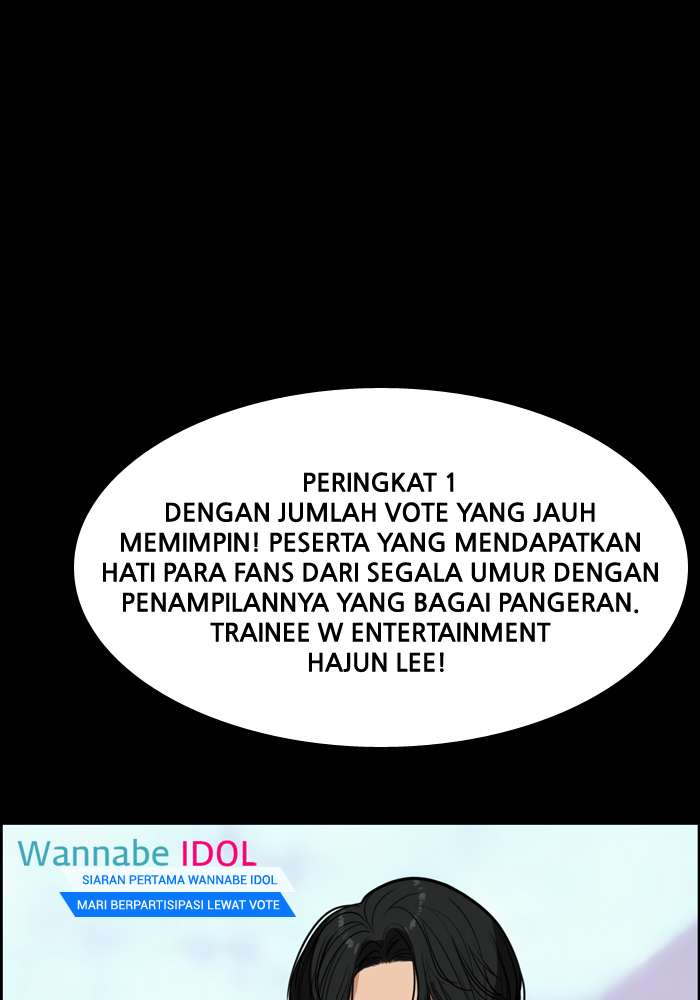 PERINGKAT 1
DENGAN JUMLAH VOTE YANG JAUH
MEMIMPIN! PESERTA YANG MENDAPATKAN
HATI PARA FANS DARI SEGALA UMUR DENGAN
PENAMPILANNYA YANG BAGAI PANGERAN.
TRAINEE W ENTERTAINMENT
HAJUN LEE!
Wannabe IDOL
SIARAN PERTAMA WANNABE IDOL
MARI BERPARTISIPASI LEWAT VOTE